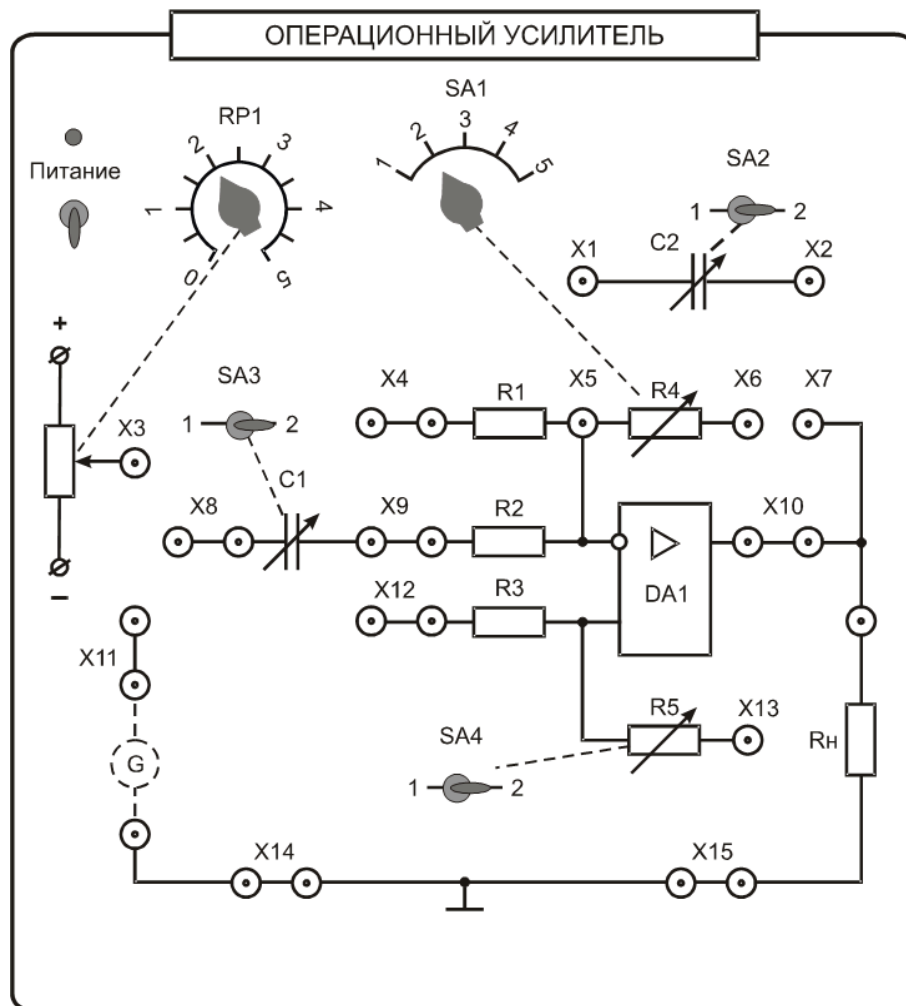 ОПЕРАЦИОННЫЙ УСИЛИТЕЛЬ
Питание
RP1
0
1
2
3
4
5
SA1
1
2
3
4
5
SA2
1
2
X1
C2
X2
+
−
X3
SA3
1
2
X4
R1
X5
R4
X6
X7
C1
X8
X9
R2
X10
DA1
X12
R3
X11
G
R5
X13
Rн
SA4
1
2
X14
X15